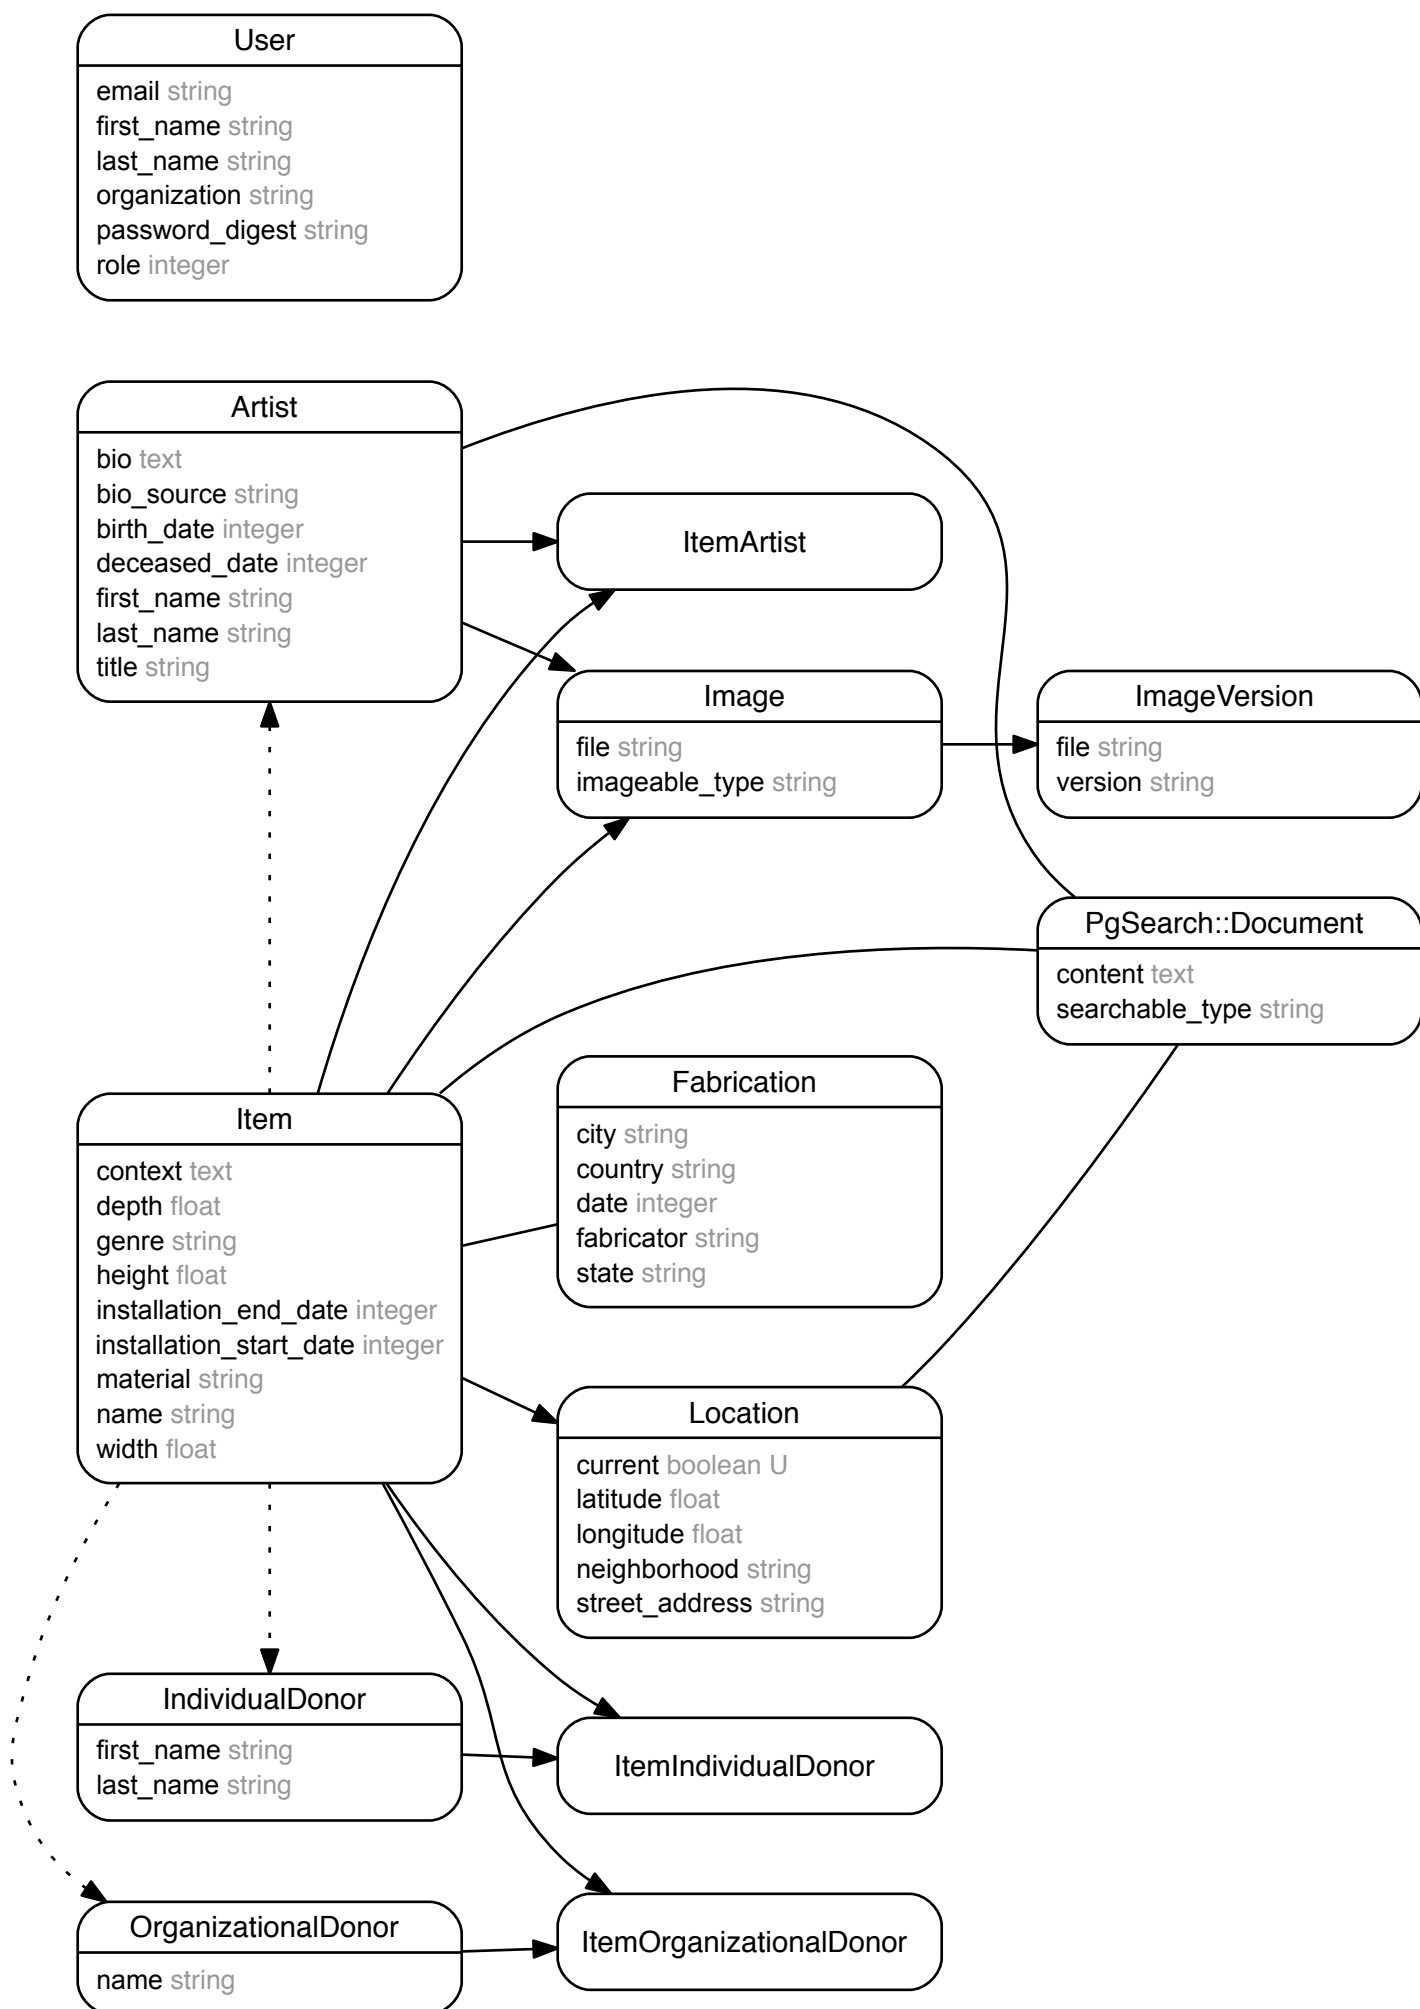 User
email string
first_name string
last_name string
organization string
password_digest string
role integer
Artist
bio text
bio_source string
birth_date integer
deceased_date integer
first_name string
last_name string
title string
ItemArtist
Image
file string
imageable_type string
ImageVersion
file string
version string
PgSearch::Document
content text
searchable_type string
Item
context text
depth float
genre string
height float
installation_end_date integer
installation_start_date integer
material string
name string
width float
Fabrication
city string
country string
date integer
fabricator string
state string
Location
current boolean U
latitude float
longitude float
neighborhood string
street_address string
IndividualDonor
first_name string
last_name string
ItemIndividualDonor
OrganizationalDonor
name string
ItemOrganizationalDonor